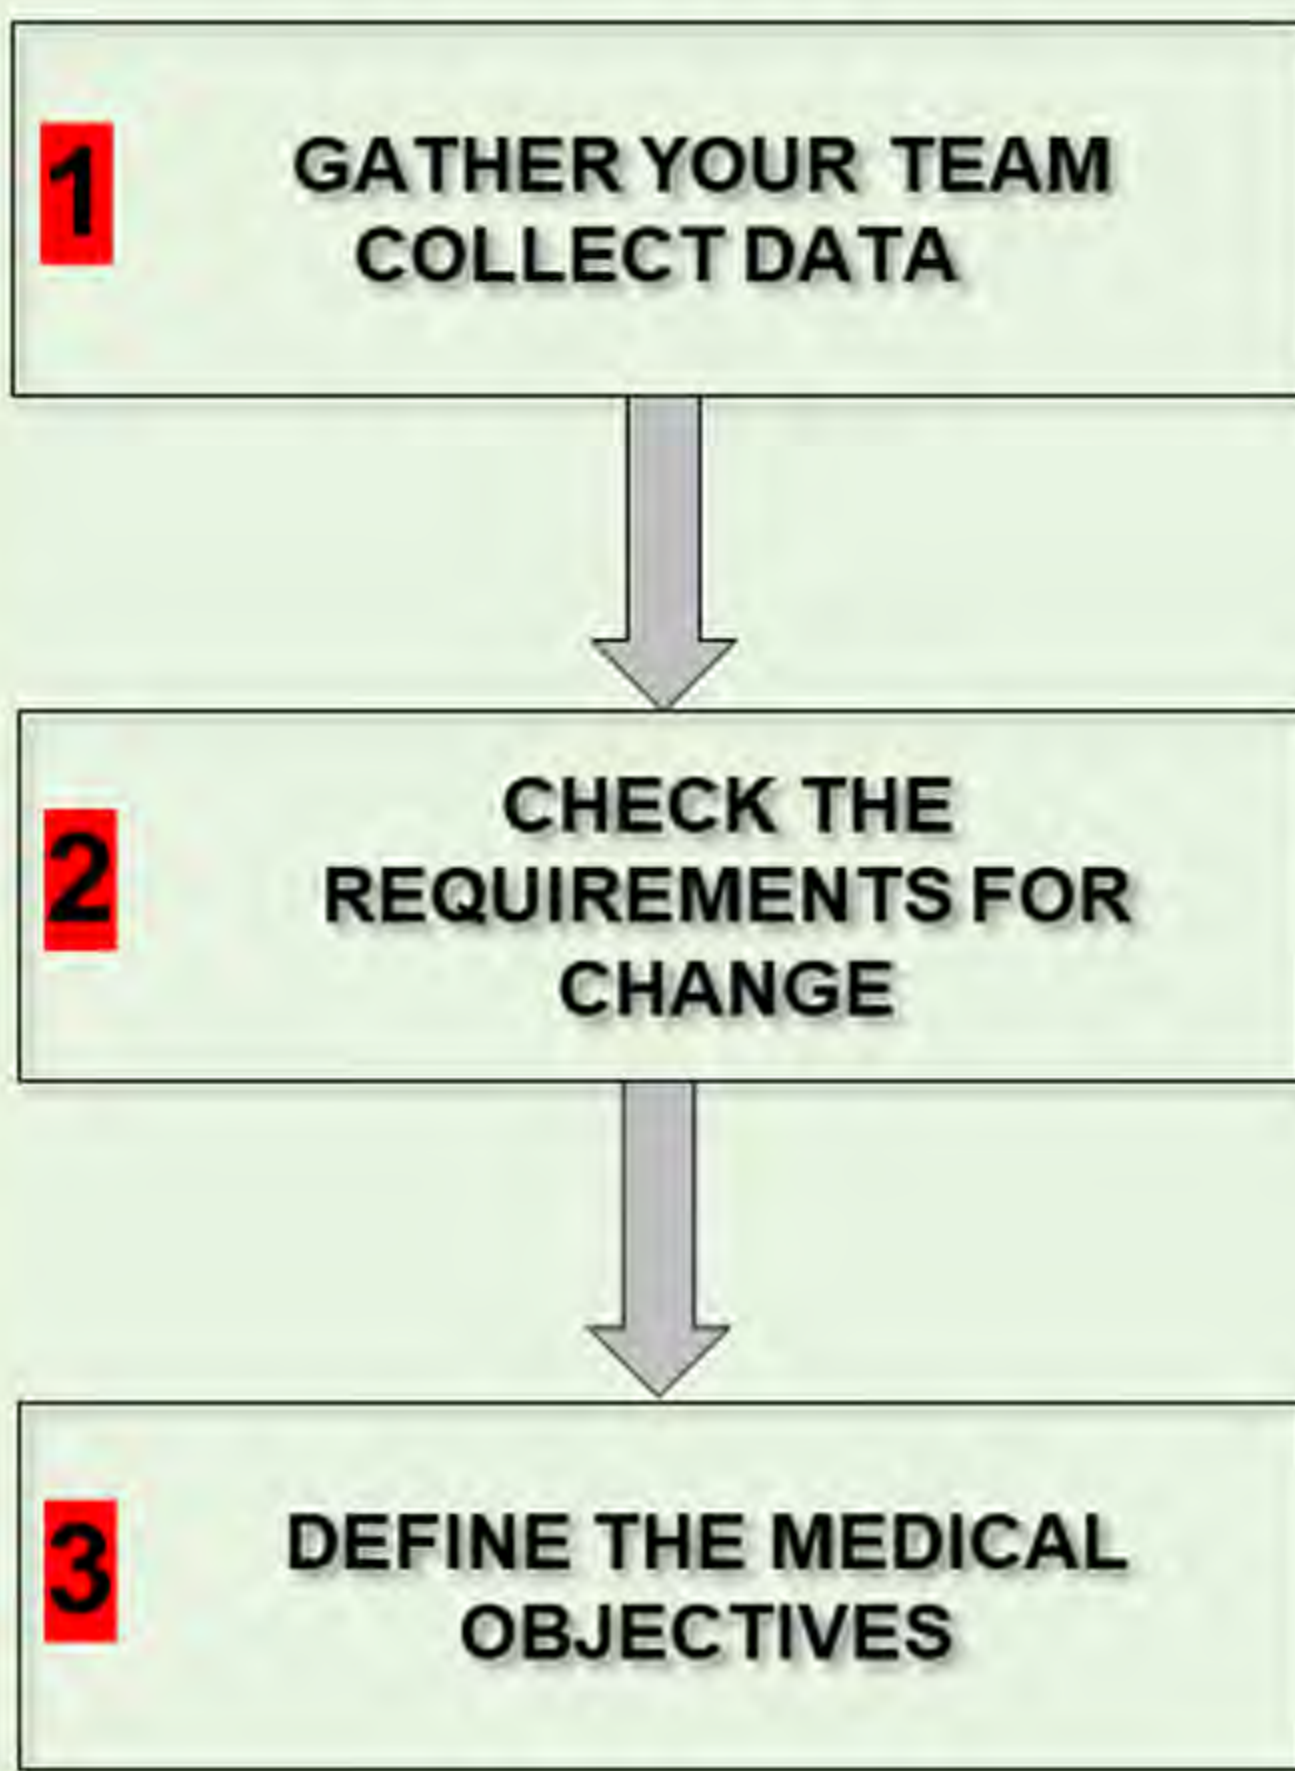 1
GATHER YOUR TEAM
COLLECT DATA
2
CHECK THE
REQUIREMENTS FOR
CHANGE
3
DEFINE THE MEDICAL
OBJECTIVES